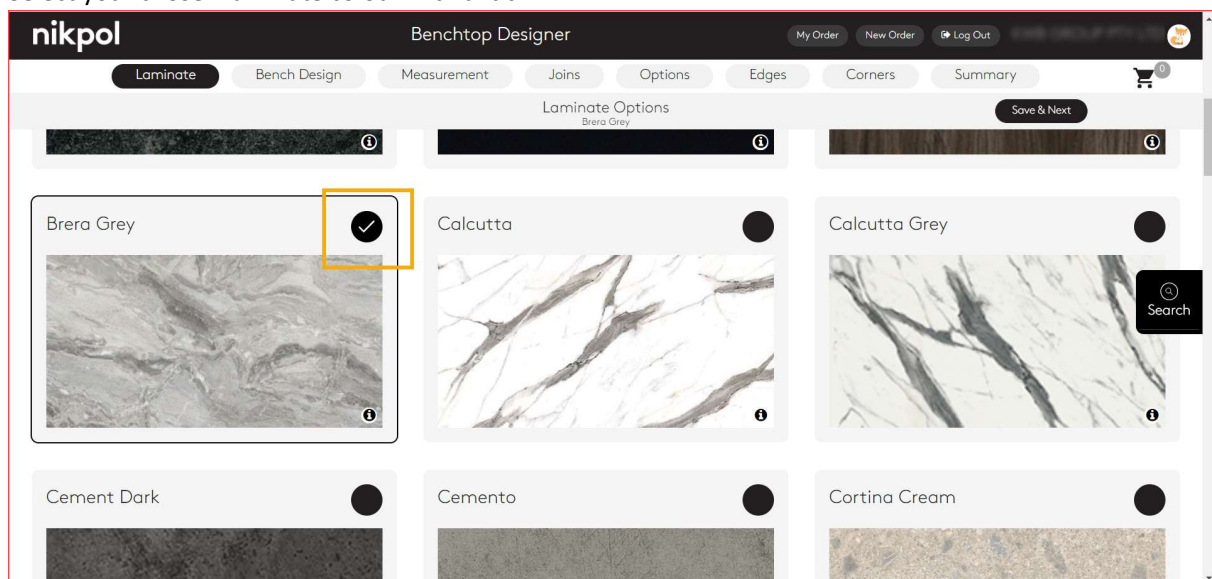 nikpol
Benchtop Designer
My Order
New Order
Log Out
Laminate
Bench Design
Measurement
Joins
Options
Edges
Corners
Summary
0
Laminate Options
Brera Grey
Save & Next
Brera Grey
Calcutta
Calcutta Grey
Search
Cement Dark
Cemento
Cortina Cream